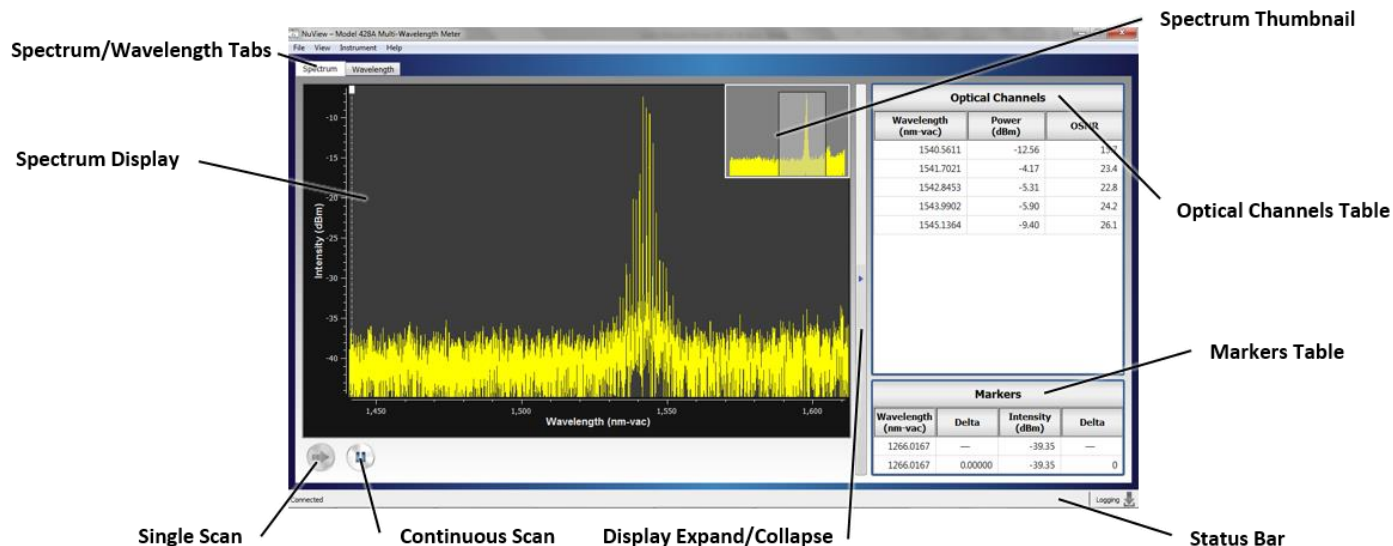 Spectrum Thumbnail
Spectrum/Wavelength Tabs
NuView – Model 428A Multi-Wavelength Meter
File View Instrument Help
Spectrum Wavelength
Spectrum Display
Optical Channels
Wavelength (nm-vac) Power (dBm) OSNR
1540.5611 -12.56
1541.7021 -4.17 23.4
1542.8453 -5.31 22.8
1543.9902 -5.90 24.2
1545.1364 -9.40 26.1
Optical Channels Table
-10
-15
-20
-25
-30
-35
-40
Intensity (dBm)
1,450 1,500 1,550 1,600
Wavelength (nm-vac)
Markers Table
Markers
Wavelength (nm-vac) Delta Intensity (dBm) Delta
1266.0167 — -39.35 —
1266.0167 0.00000 -39.35 0
Connected
Logging
Single Scan
Continuous Scan
Display Expand/Collapse
Status Bar